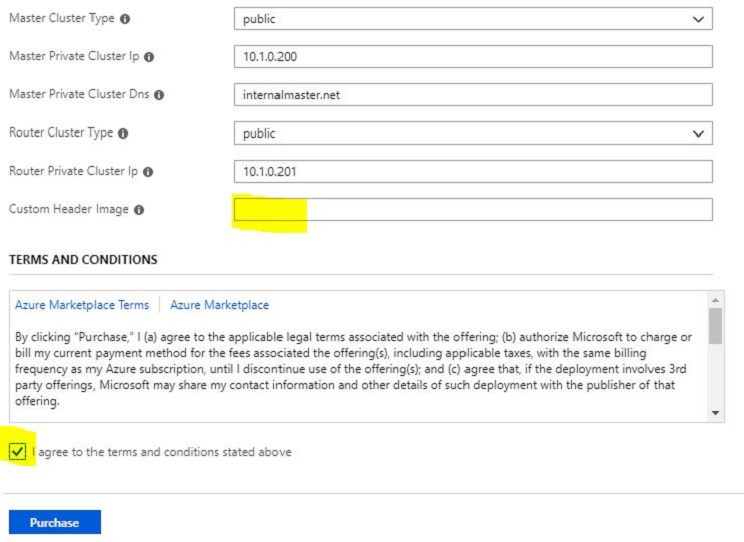 Master Cluster Type
public
Master Private Cluster Ip
10.1.0.200
Master Private Cluster Dns
internalmaster.net
Router Cluster Type
public
Router Private Cluster Ip
10.1.0.201
Custom Header Image
TERMS AND CONDITIONS
Azure Marketplace Terms | Azure Marketplace
By clicking "Purchase," I (a) agree to the applicable legal terms associated with the offering; (b) authorize Microsoft to charge or
bill my current payment method for the fees associated the offering(s), including applicable taxes, with the same billing
frequency as my Azure subscription, until I discontinue use of the offering(s); and (c) agree that, if the deployment involves 3rd
party offerings, Microsoft may share my contact information and other details of such deployment with the publisher of that
offering.
I agree to the terms and conditions stated above
Purchase